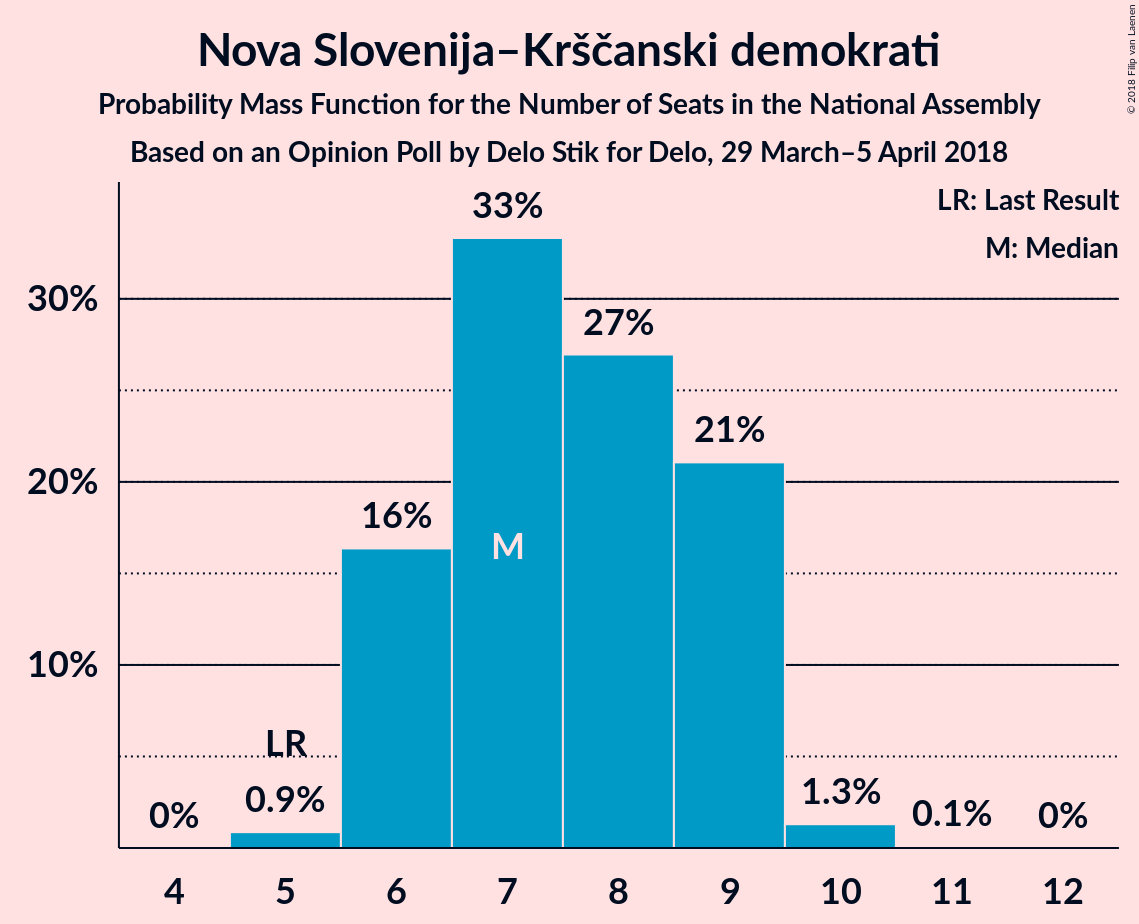 Nova Slovenija–Krščanski demokrati
Probability Mass Function for the Number of Seats in the National Assembly
Based on an Opinion Poll by Delo Stik for Delo, 29 March–5 April 2018
© 2018 Filip van Laenen
LR: Last Result
M: Median
33%
30%
27%
21%
20%
16%
M
10%
LR
0%
0.9%
1.3%
0.1%
0%
4 5 6 7 8 9 10 11 12